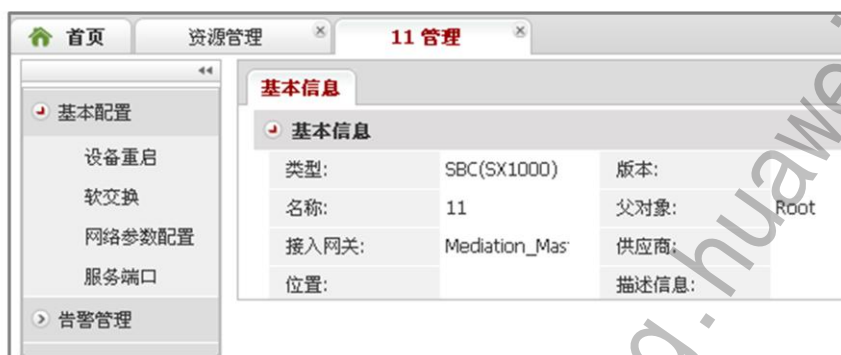 首页 资源管理 11 管理
基本信息
基本配置
基本信息
设备重启
类型: SBC(SX1000) 版本:
软交换
名称: 11 父对象: Root
网络参数配置
接入网关: Mediation_Mas 供应商:
服务端口
位置: 描述信息:
告警管理
g.huawei